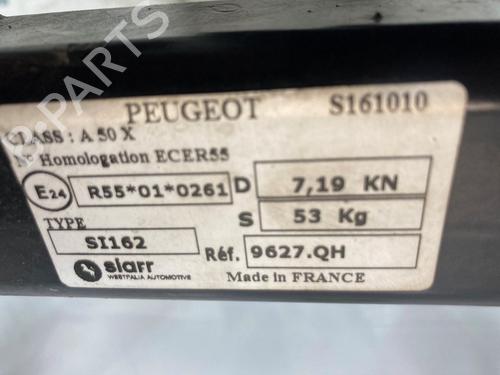 PEUGEOT S161010
CLASS : A 50 X
N° Homologation ECER55
E24 R55*01*0261 D 7,19 KN
S 53 Kg
TYPE
SI162 Réf. 9627.QH
siarr
WESTFALIA AUTOMOTIVE
Made in FRANCE